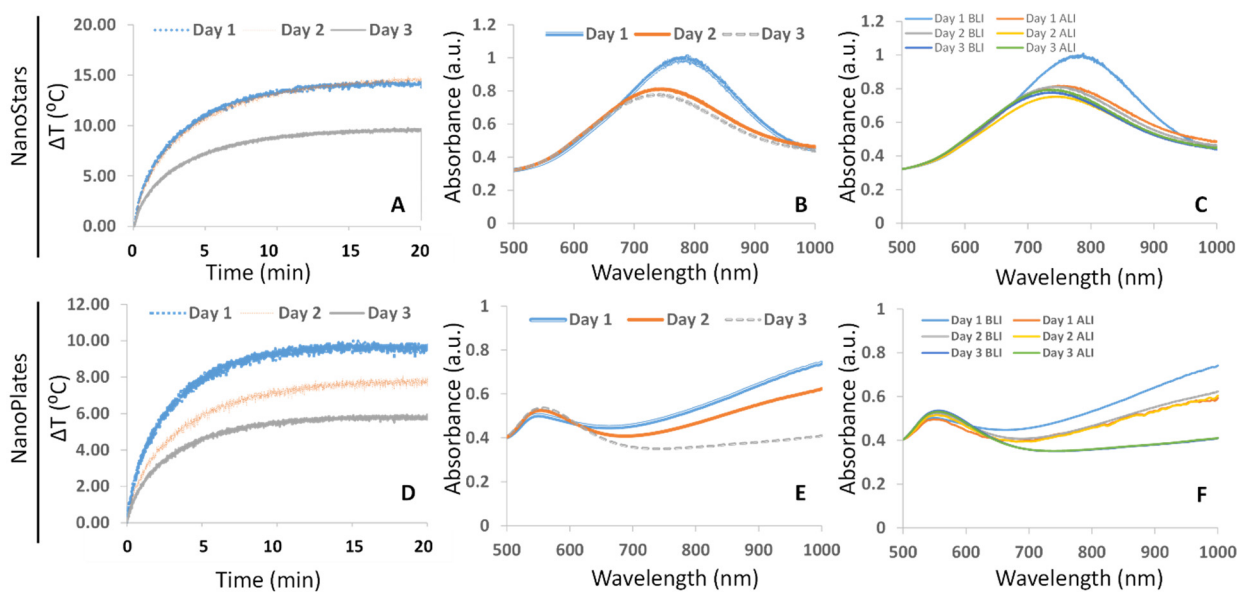 NanoStars
ΔT (⁰C)
20.00
15.00
10.00
5.00
0.00
Day 1 Day 2 Day 3
A
0 5 10 15 20
Time (min)
Absorbance (a.u.)
1.2
1
0.8
0.6
0.4
0.2
0
Day 1 Day 2 Day 3
B
500 600 700 800 900 1000
Wavelength (nm)
Absorbance (a.u.)
1.2
1
0.8
0.6
0.4
0.2
0
Day 1 BLI Day 1 ALI
Day 2 BLI Day 2 ALI
Day 3 BLI Day 3 ALI
C
500 600 700 800 900 1000
Wavelength (nm)
NanoPlates
ΔT (⁰C)
12.00
10.00
8.00
6.00
4.00
2.00
0.00
Day 1 Day 2 Day 3
D
0 5 10 15 20
Time (min)
Absorbance (a.u.)
1
0.8
0.6
0.4
0.2
0
Day 1 Day 2 Day 3
E
500 600 700 800 900 1000
Wavelength (nm)
Absorbance (a.u.)
1
0.8
0.6
0.4
0.2
0
Day 1 BLI Day 1 ALI
Day 2 BLI Day 2 ALI
Day 3 BLI Day 3 ALI
F
500 600 700 800 900 1000
Wavelength (nm)